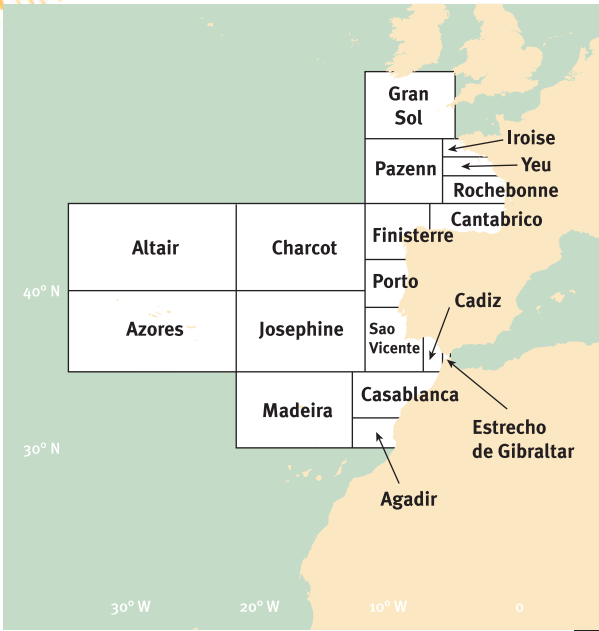 Gran
Sol
Iroise
Pazenn
Yeu
Rochebonne
Cantabrico
Altair
Charcot
Finisterre
Porto
40° N
Cadiz
Azores
Josephine
Sao
Vicente
Casablanca
Madeira
Estrecho
de Gibraltar
30° N
Agadir
30° W
20° W
10° W
0